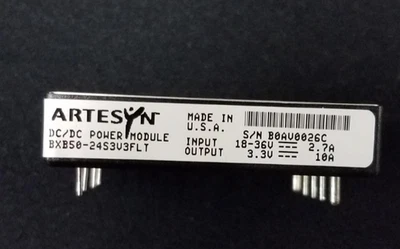 ARTESYN
DC/DC POWER MODULE
BXB50-24S3V3FLT
MADE IN
U.S.A.
S/N B0AV0026C
INPUT 18-36V 2.7A
OUTPUT 3.3V 10A